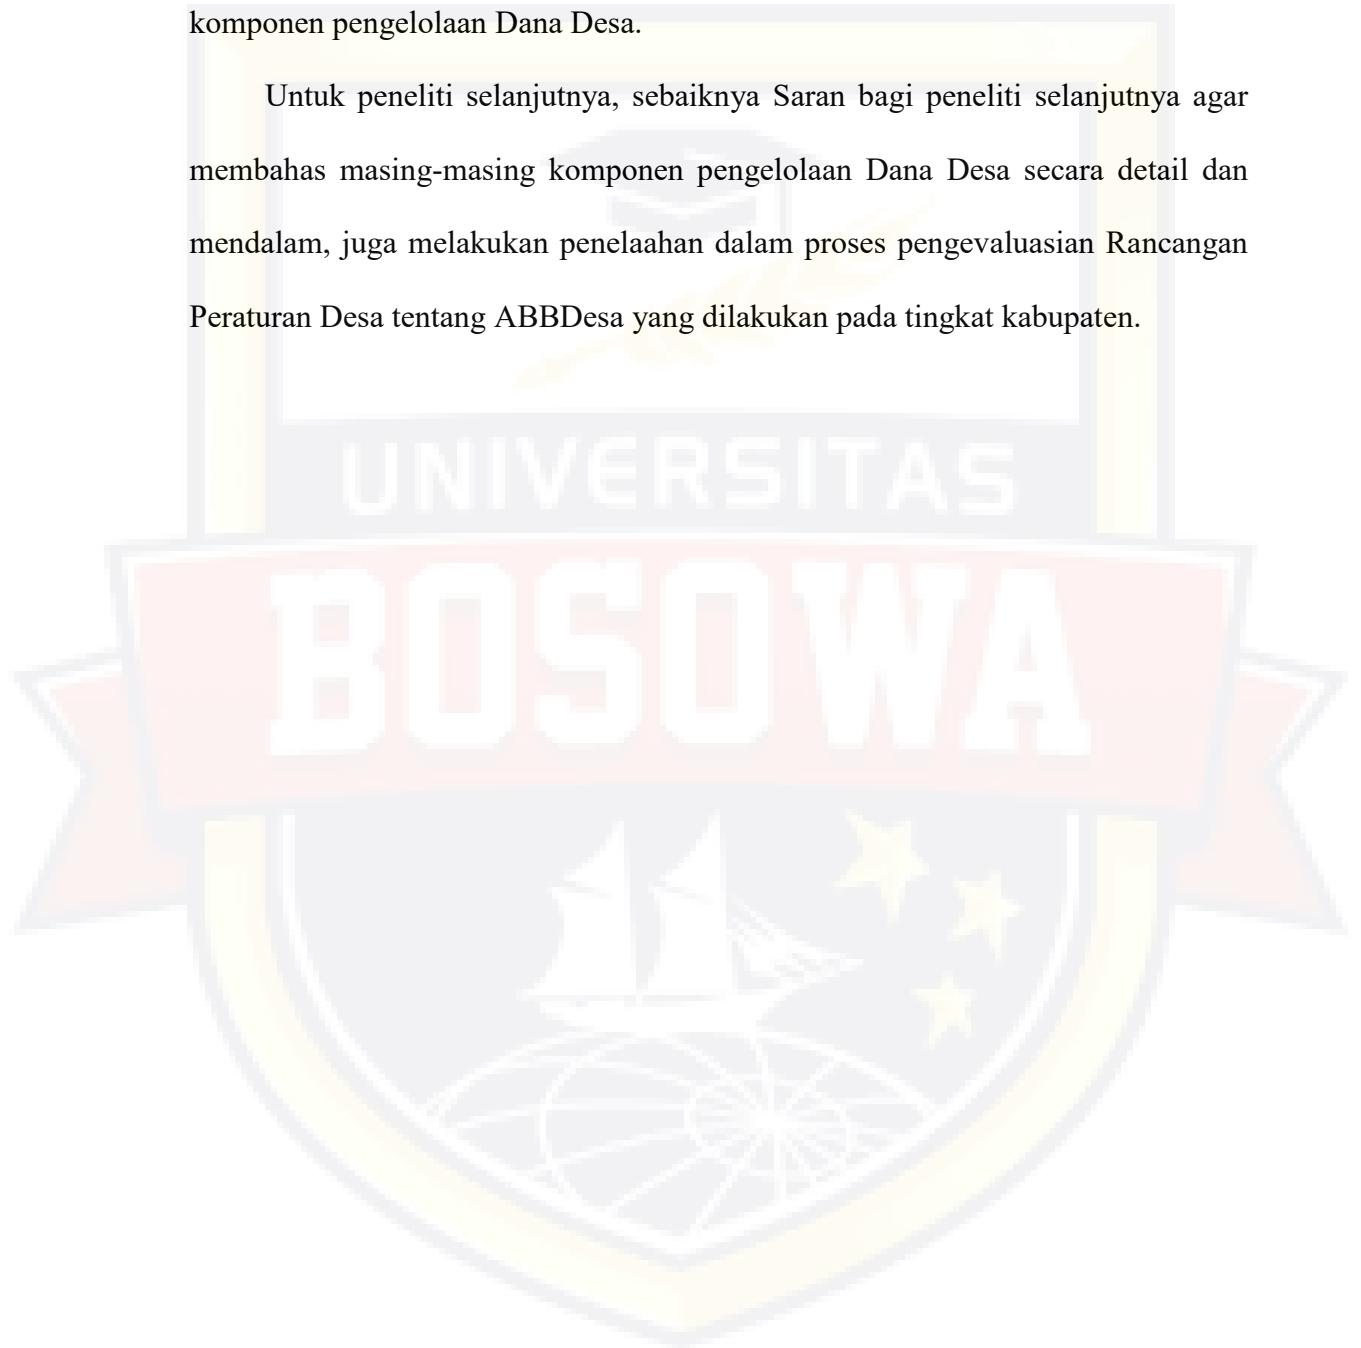 komponen pengelolaan Dana Desa.
Untuk peneliti selanjutnya, sebaiknya Saran bagi peneliti selanjutnya agar
membahas masing-masing komponen pengelolaan Dana Desa secara detail dan
mendalam, juga melakukan penelaahan dalam proses pengevaluasian Rancangan
Peraturan Desa tentang ABBDesa yang dilakukan pada tingkat kabupaten.
UNIVERSITAS
BOSOWA